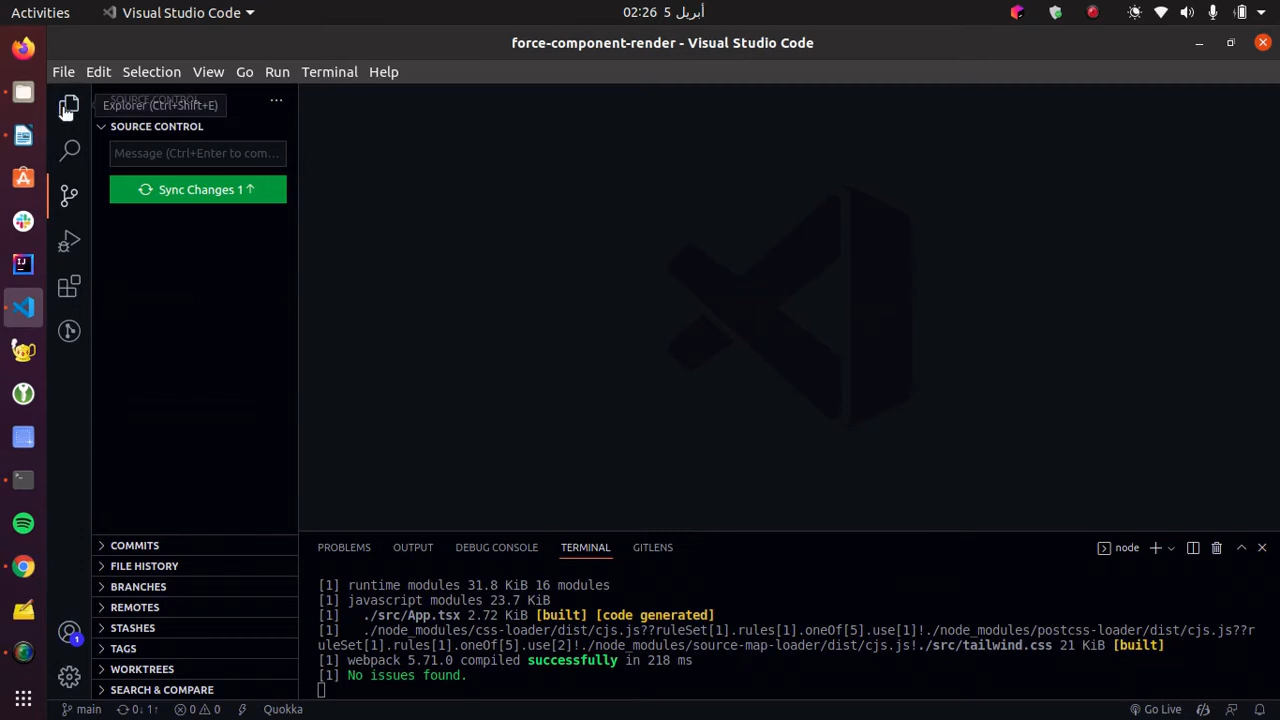 Activities
Visual Studio Code
02:26 5 أبريل
force-component-render - Visual Studio Code
File Edit Selection View Go Run Terminal Help
SOURCE CONTROL
Explorer (Ctrl+Shift+E)
SOURCE CONTROL
Message (Ctrl+Enter to com...
Sync Changes 1↑
COMMITS
FILE HISTORY
BRANCHES
REMOTES
STASHES
TAGS
WORKTREES
SEARCH & COMPARE
1
PROBLEMS OUTPUT DEBUG CONSOLE TERMINAL GITLENS
node
[1] runtime modules 31.8 KiB 16 modules
[1] javascript modules 23.7 KiB
[1]   ./src/App.tsx 2.72 KiB [built] [code generated]
[1]   ./node_modules/css-loader/dist/cjs.js??ruleSet[1].rules[1].oneOf[5].use[1]!./node_modules/postcss-loader/dist/cjs.js??r
uleSet[1].rules[1].oneOf[5].use[2]!./node_modules/source-map-loader/dist/cjs.js!./src/tailwind.css 21 KiB [built]
[1] webpack 5.71.0 compiled successfully in 218 ms
[1] No issues found.
main 0↓ 1↑ 0 0 Quokka
Go Live